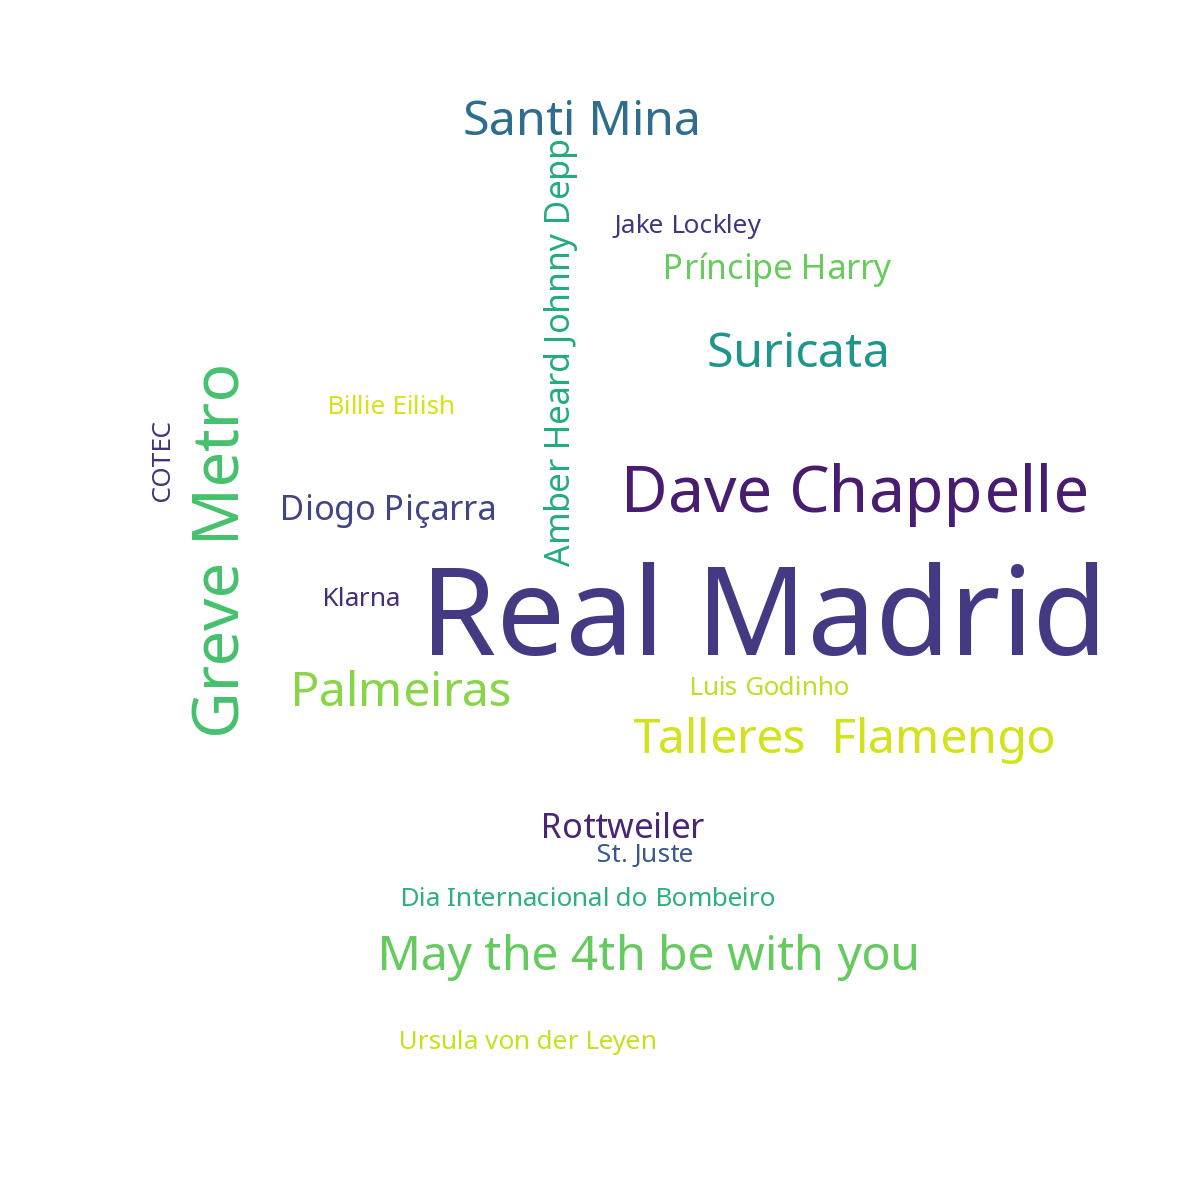 Santi Mina
Amber Heard Johnny Depp
Jake Lockley
Príncipe Harry
Suricata
Greve Metro
COTEC
Billie Eilish
Dave Chappelle
Diogo Piçarra
Real Madrid
Klarna
Palmeiras
Luis Godinho
Talleres  Flamengo
Rottweiler
St. Juste
Dia Internacional do Bombeiro
May the 4th be with you
Ursula von der Leyen